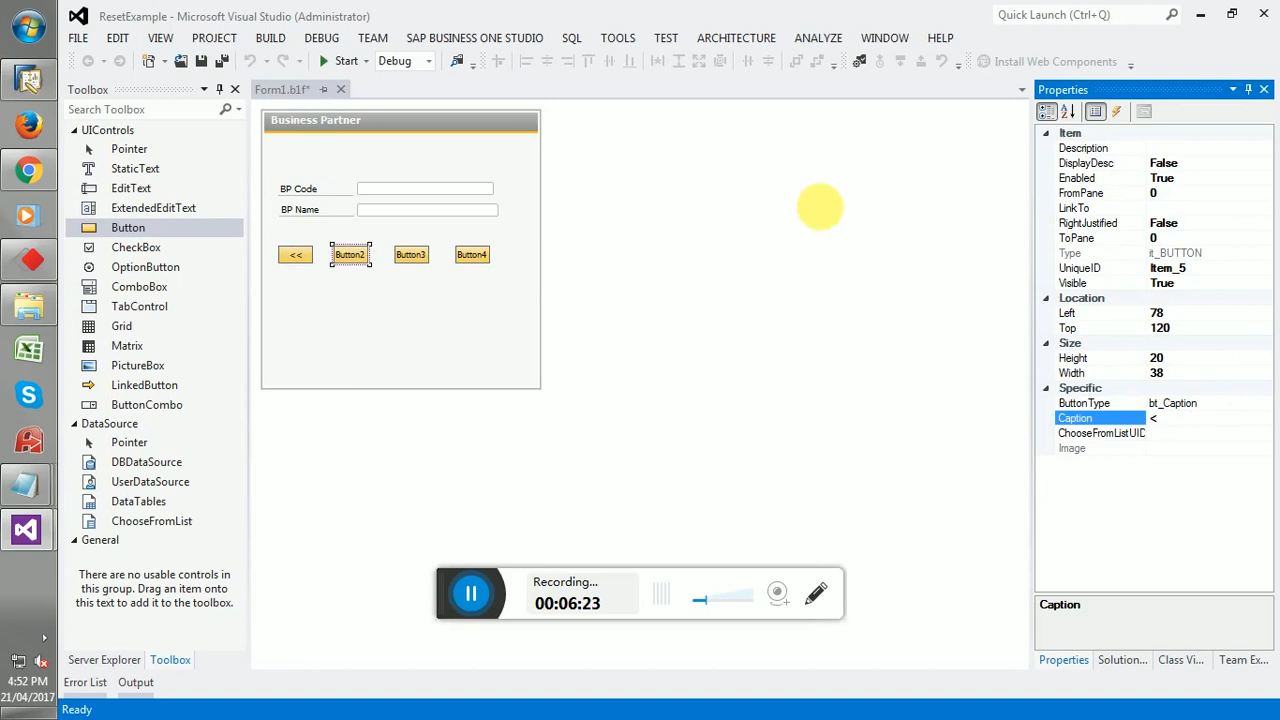 ResetExample - Microsoft Visual Studio (Administrator)
Quick Launch (Ctrl+Q)
FILE EDIT VIEW PROJECT BUILD DEBUG TEAM SAP BUSINESS ONE STUDIO SQL TOOLS TEST ARCHITECTURE ANALYZE WINDOW HELP
Start Debug Install Web Components
Toolbox
Search Toolbox
UIControls
Pointer
StaticText
EditText
ExtendedEditText
Button
CheckBox
OptionButton
ComboBox
TabControl
Grid
Matrix
PictureBox
LinkedButton
ButtonCombo
DataSource
Pointer
DBDataSource
UserDataSource
DataTables
ChooseFromList
General
There are no usable controls in
this group. Drag an item onto
this text to add it to the toolbox.
Server Explorer Toolbox
Form1.b1f*
Business Partner
BP Code
BP Name
<< Button2 Button3 Button4
Recording...
00:06:23
Properties
Item
Description
DisplayDesc False
Enabled True
FromPane 0
LinkTo
RightJustified False
ToPane 0
Type it_BUTTON
UniqueID Item_5
Visible True
Location
Left 78
Top 120
Size
Height 20
Width 38
Specific
ButtonType bt_Caption
Caption <
ChooseFromListUID
Image
Caption
Properties Solution... Class Vi... Team Ex...
Error List Output
Ready
4:52 PM
21/04/2017